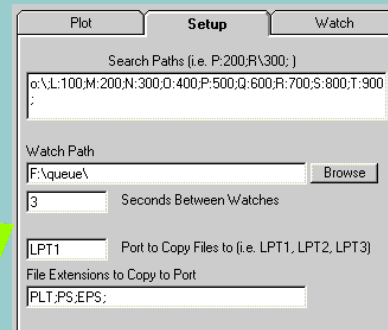 Plot Setup Watch
Search Paths (i.e. P:200;R\300; )
o:\;L:100;M:200;N:300;O:400;P:500;Q:600;R:700;S:800;T:900
;
Watch Path
F:\queue\ Browse
3 Seconds Between Watches
LPT1 Port to Copy Files to (i.e. LPT1, LPT2, LPT3)
File Extensions to Copy to Port
PLT;PS;EPS;